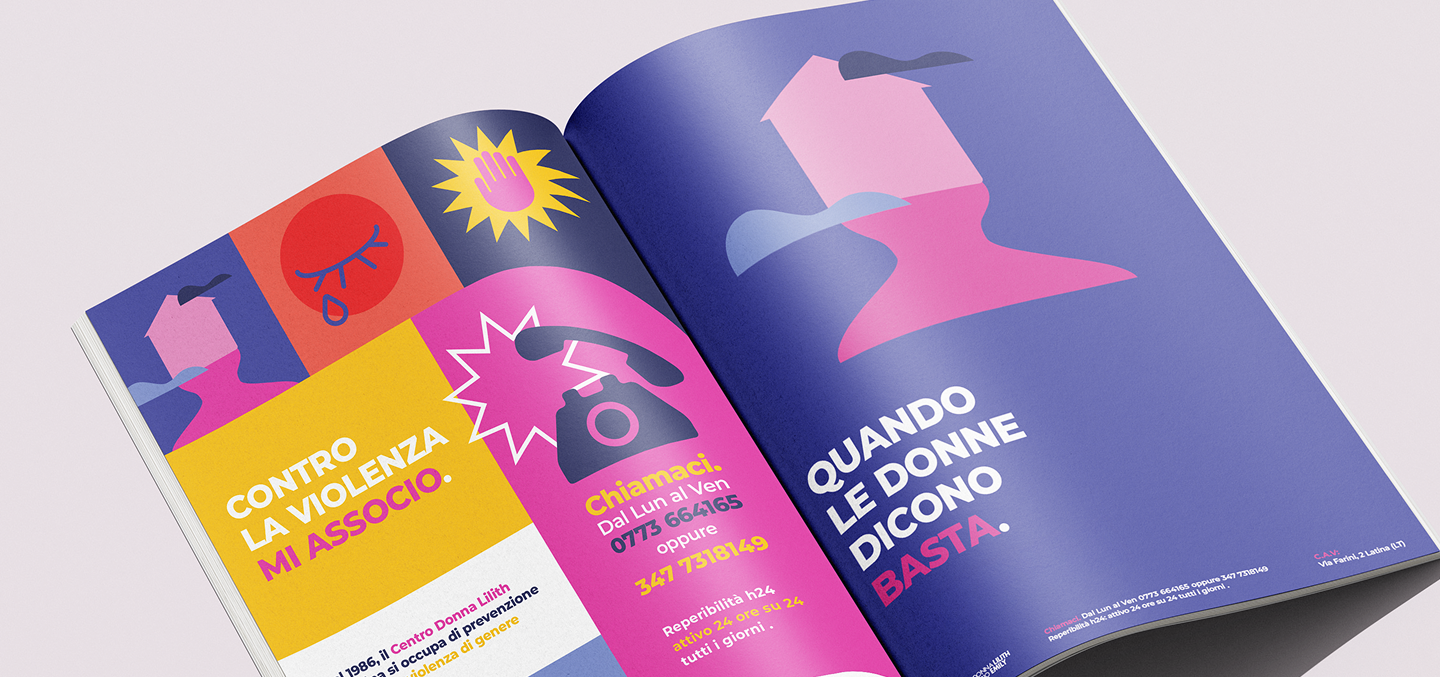 CONTRO
LA VIOLENZA
MI ASSOCIO.
1986, il Centro Donna Lilith
si occupa di prevenzione
violenza di genere
Chiamaci.
Dal Lun al Ven
0773 664165
oppure
347 7318149
Reperibilità h24
attivo 24 ore su 24
tutti i giorni .
QUANDO
LE DONNE
DICONO
BASTA.
DONNA LILITH
EMILY
Chiamaci. Dal Lun al Ven 0773 664165 oppure 347 7318149
Reperibilità h24: attivo 24 ore su 24 tutti i giorni .
C.A.V:
Via Farini, 2 Latina (LT)